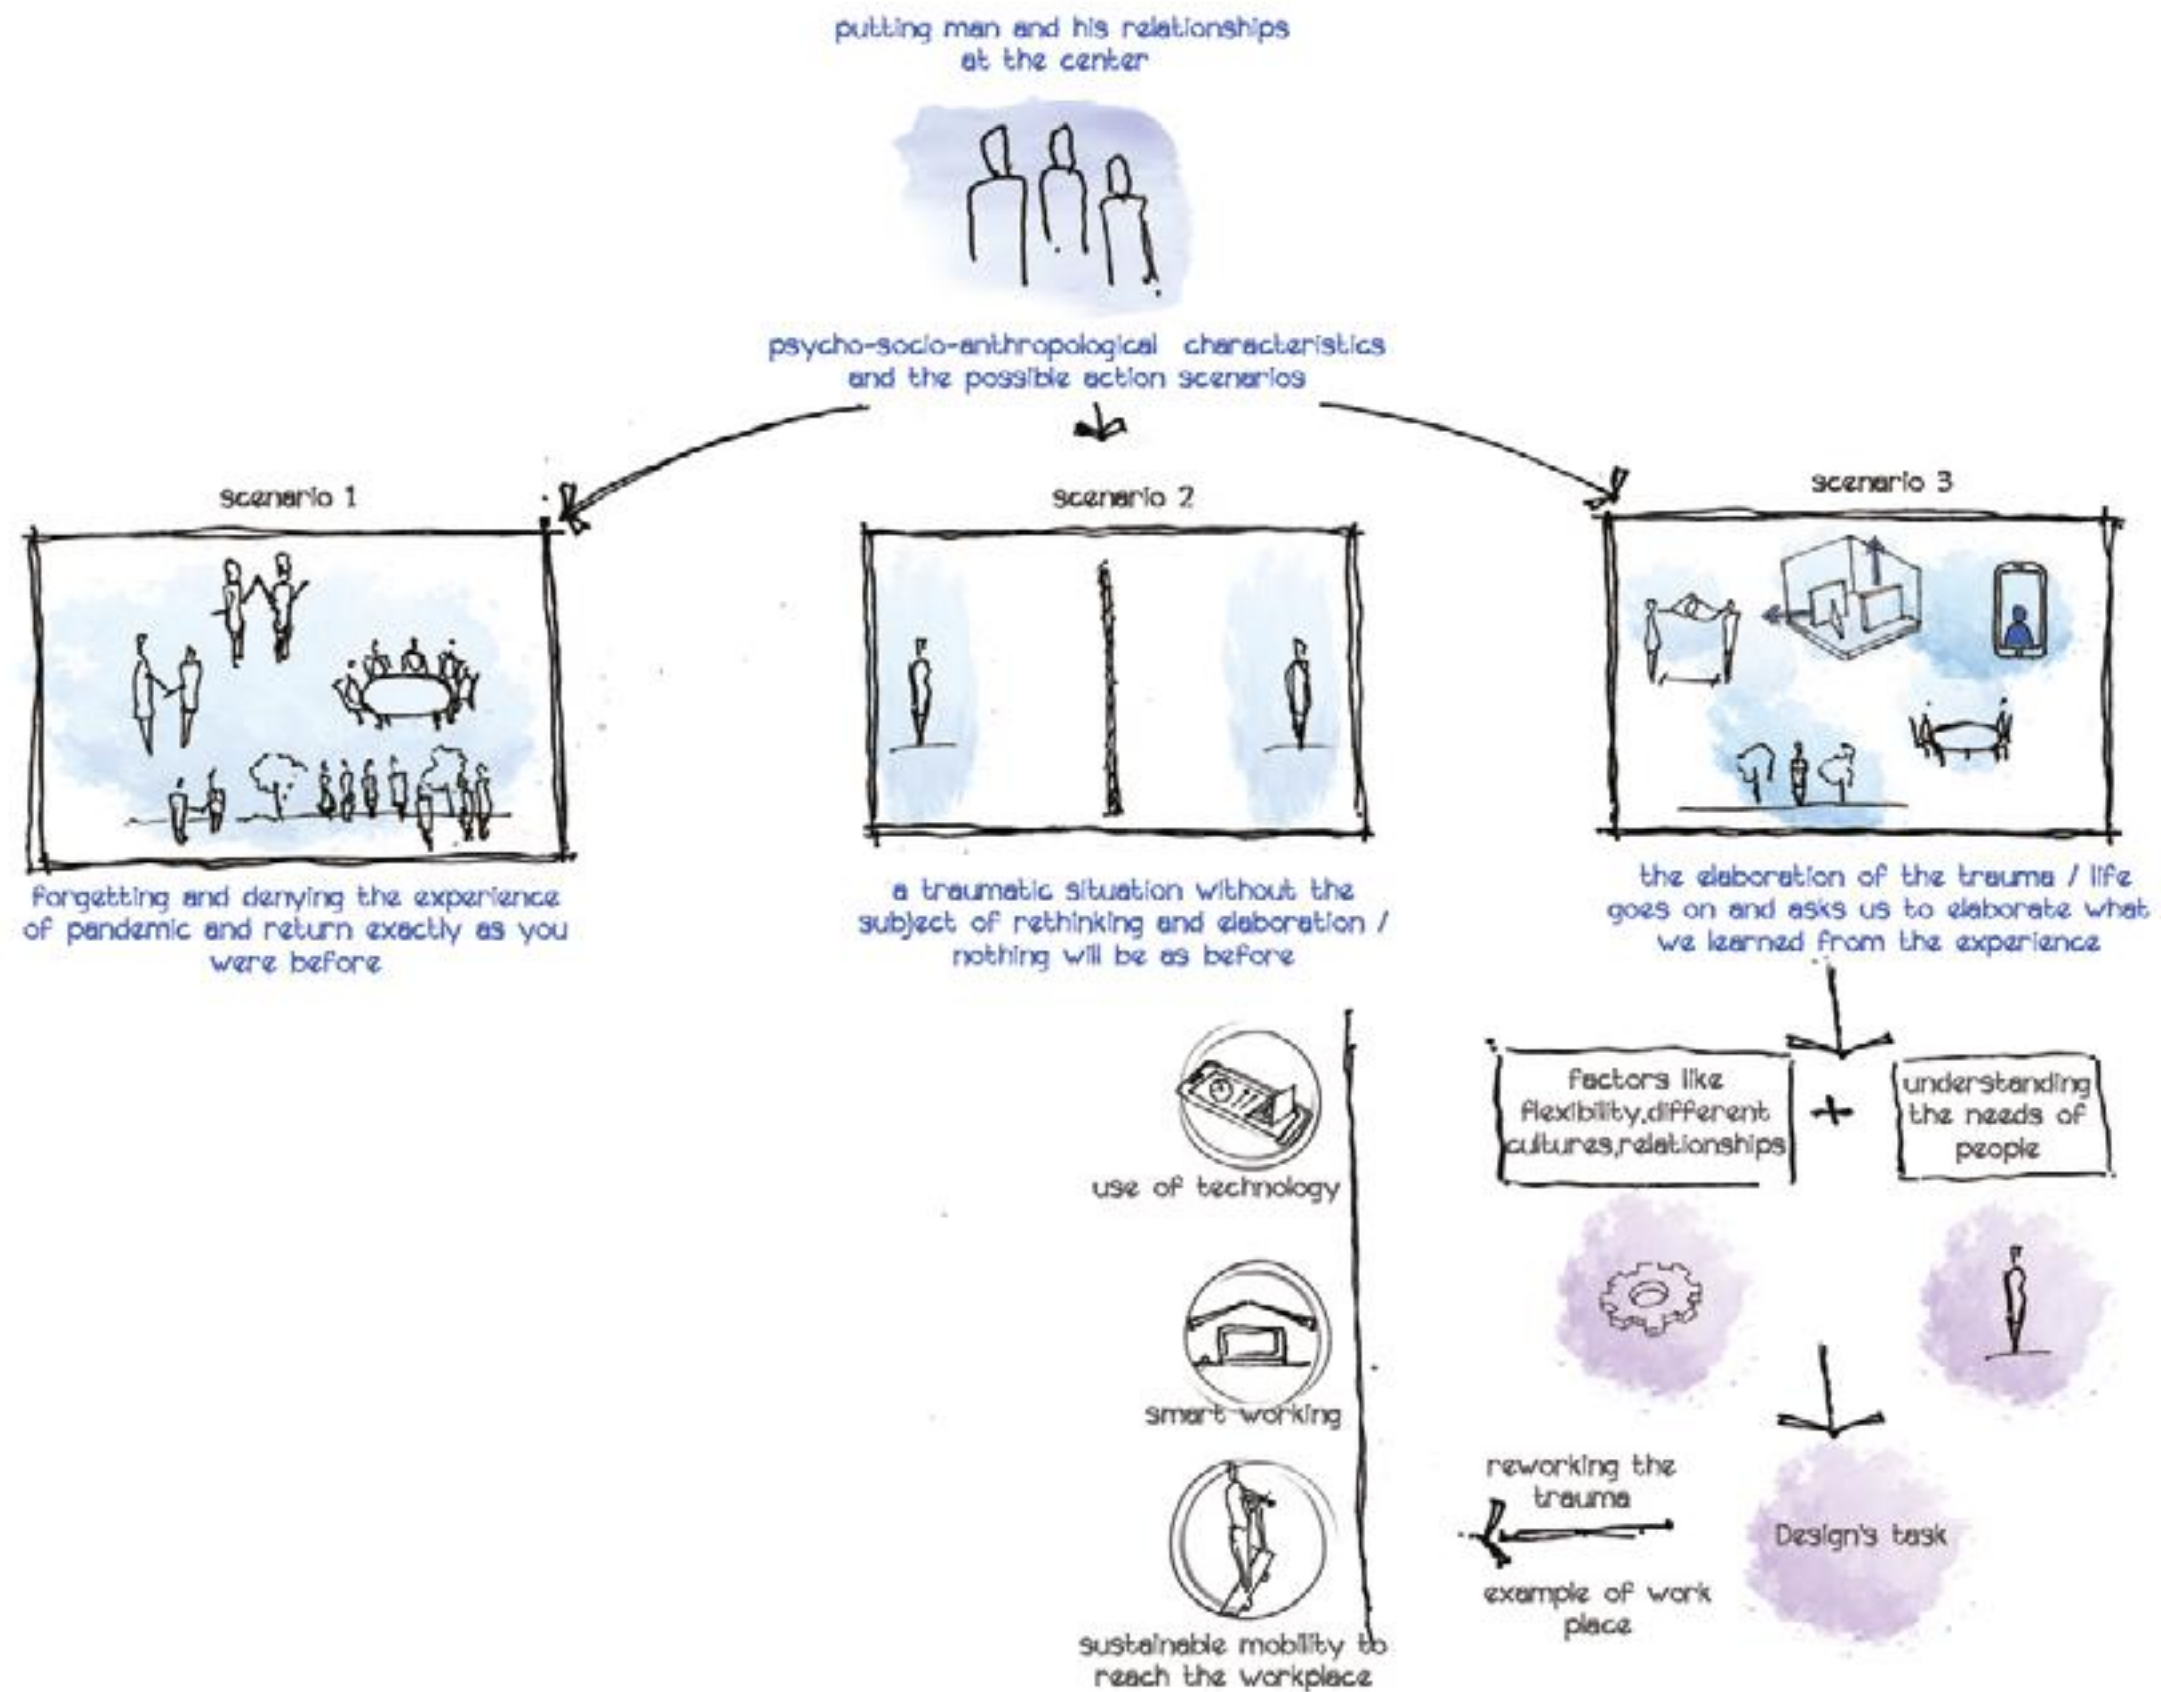 putting man and his relationships
at the center
psycho-socio-anthropological characteristics
and the possible action scenarios
scenario 1
forgetting and denying the experience
of pandemic and return exactly as you
were before
scenario 2
a traumatic situation without the
subject of rethinking and elaboration /
nothing will be as before
scenario 3
the elaboration of the trauma / life
goes on and asks us to elaborate what
we learned from the experience
factors like
flexibility,different
cultures,relationships
+
understanding
the needs of
people
Design's task
reworking the
trauma
example of work
place
use of technology
smart working
sustainable mobility to
reach the workplace